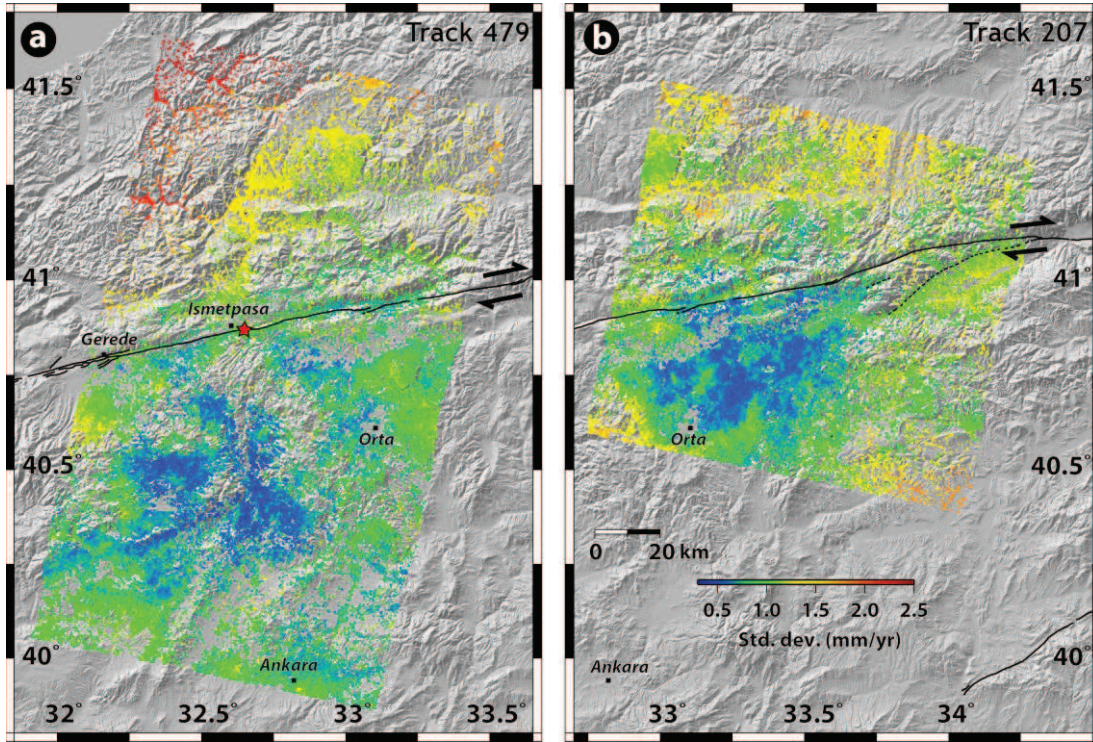 a
Track 479
41.5°
41°
40.5°
40°
Ismetpasa
Gerede
Orta
Ankara
32°
32.5°
33°
33.5°
b
Track 207
41.5°
41°
40.5°
40°
Orta
0 20 km
0.5 1.0 1.5 2.0 2.5
Std. dev. (mm/yr)
Ankara
33°
33.5°
34°